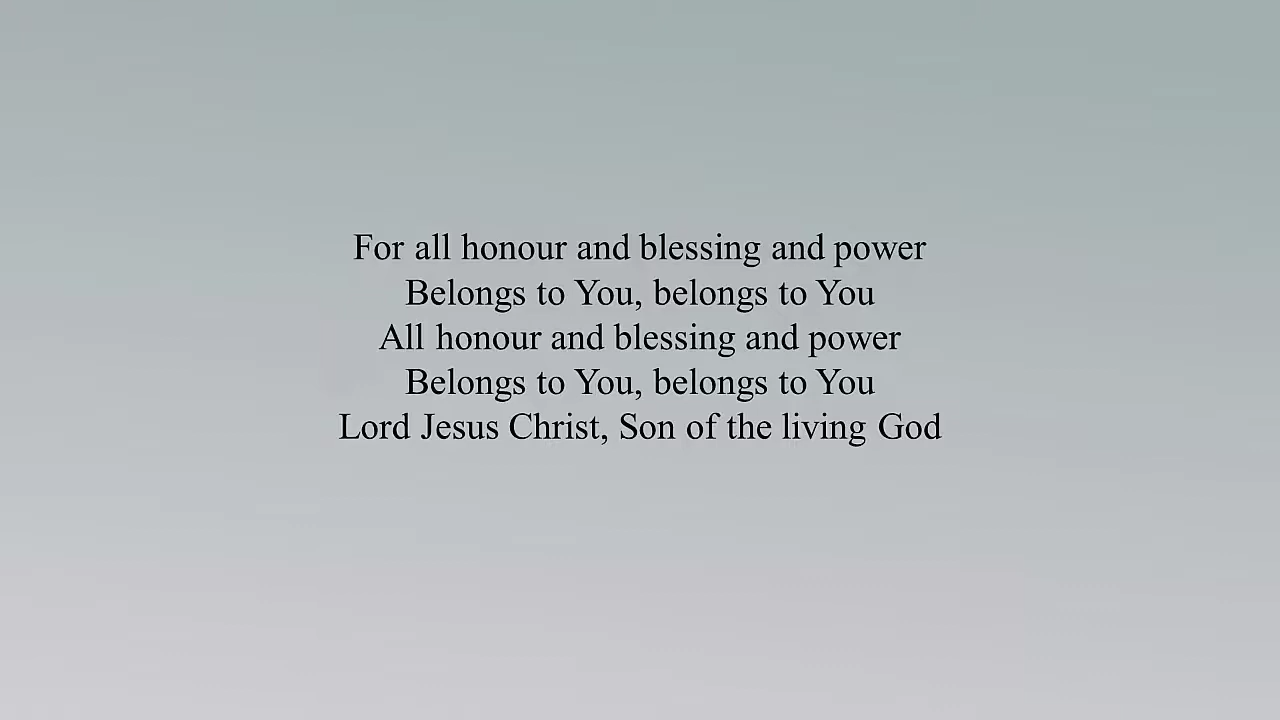 For all honour and blessing and power
Belongs to You, belongs to You
All honour and blessing and power
Belongs to You, belongs to You
Lord Jesus Christ, Son of the living God